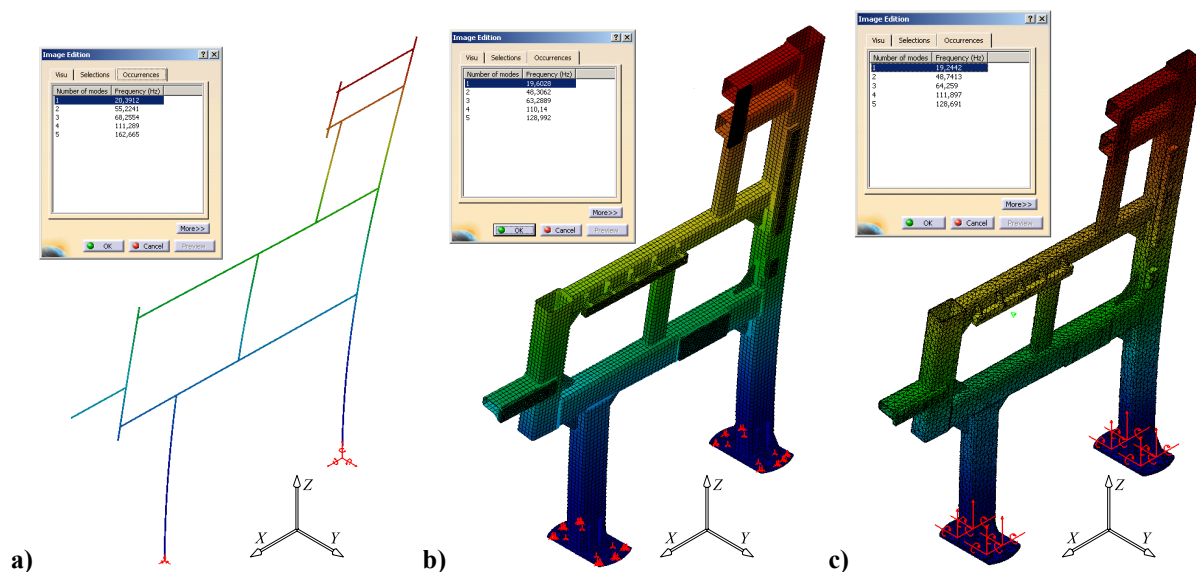 Image Edition
Visu Selections Occurrences
Number of modes Frequency (Hz)
1 20,3912
2 55,2241
3 68,2554
4 111,289
5 162,665
More>>
OK Cancel Preview
Z
X Y
a)
Image Edition
Visu Selections Occurrences
Number of modes Frequency (Hz)
1 19,6028
2 48,3062
3 63,2889
4 110,14
5 128,992
More>>
OK Cancel Preview
Z
X Y
b)
Image Edition
Visu Selections Occurrences
Number of modes Frequency (Hz)
1 19,2442
2 48,7413
3 64,259
4 111,897
5 128,691
More>>
OK Cancel Preview
Z
X Y
c)